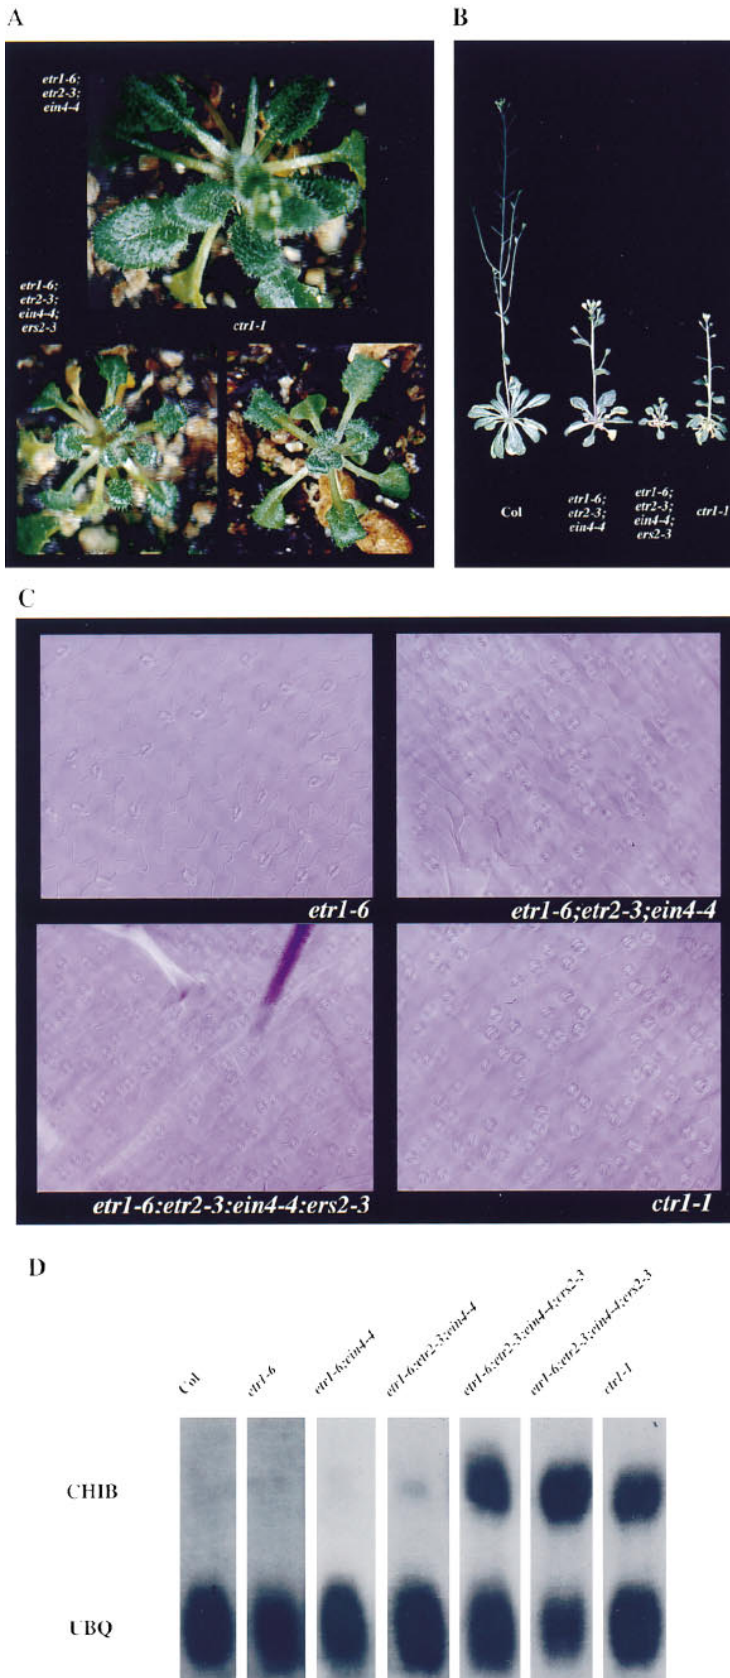 A
B
etr1-6;
etr2-3;
ein4-4
etr1-6;
etr2-3;
ein4-4;
ers2-3
ctr1-1
Col
etr1-6;
etr2-3;
ein4-4
etr1-6;
etr2-3;
ein4-4;
ers2-3
ctr1-1
C
etr1-6
etr1-6;etr2-3;ein4-4
etr1-6:etr2-3:ein4-4:ers2-3
ctr1-1
D
Col
etr1-6
etr1-6;ein4-4
etr1-6;etr2-3;ein4-4
etr1-6;etr2-3;ein4-4;ers2-3
etr1-6;etr2-3;ein4-4;ers2-3
ctr1-1
CHIB
UBQ